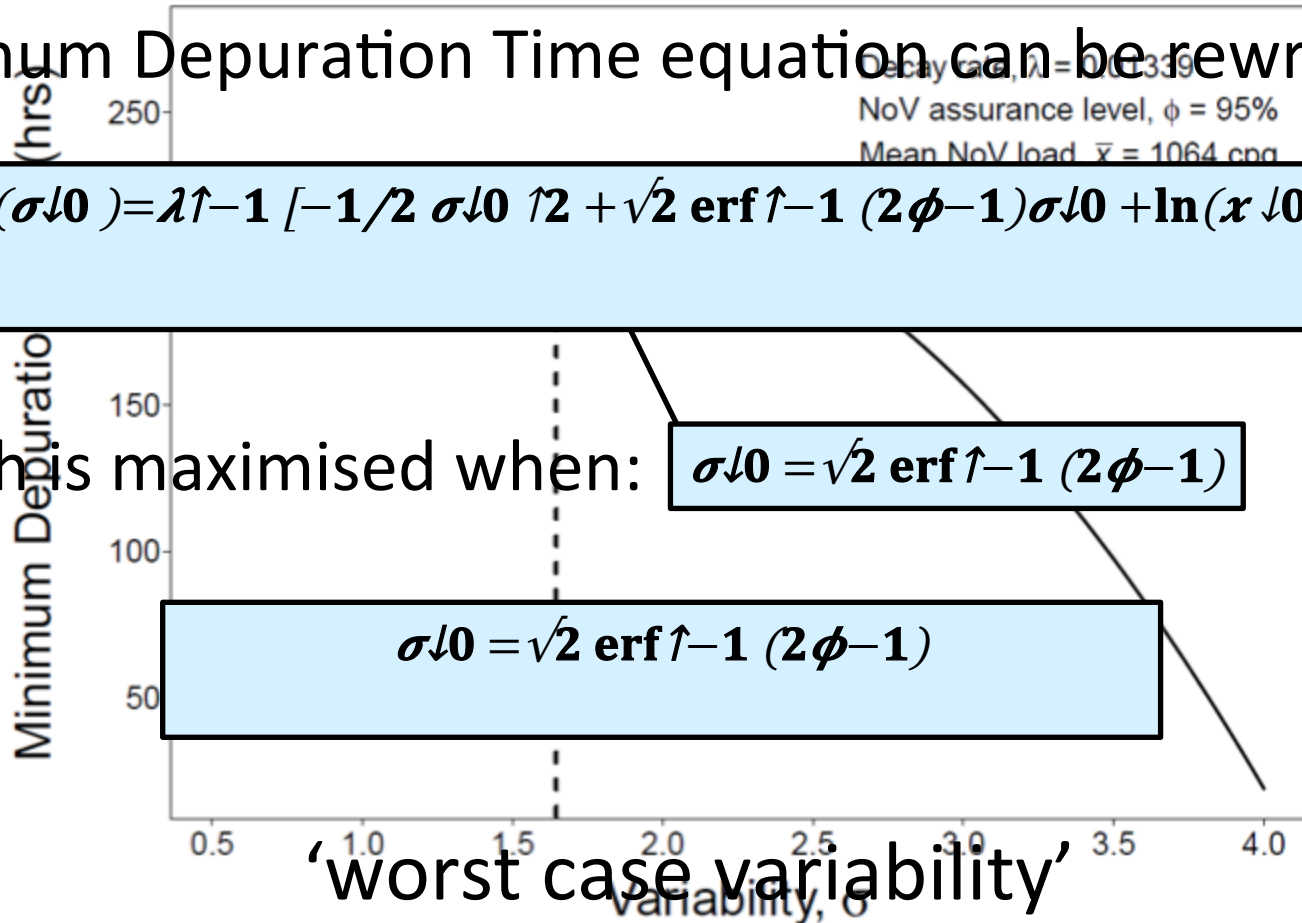 num Depuration Time equation can be rewr
Decay rate, λ = 0.01339
NoV assurance level, ϕ = 95%
Mean NoV load, x̅ = 1064 cpg
(σ↓0 )=λ↑−1 [−1/2 σ↓0 ↑2 +√2 erf↑−1 (2ϕ−1)σ↓0 +ln(x ↓0
h is maximised when:
σ↓0 =√2 erf↑−1 (2ϕ−1)
σ↓0 =√2 erf↑−1 (2ϕ−1)
Minimum Depuratio (hrs)
250
150
100
50
0.5 1.0 1.5 2.0 2.5 3.0 3.5 4.0
‘worst case variability’
Variability, σ